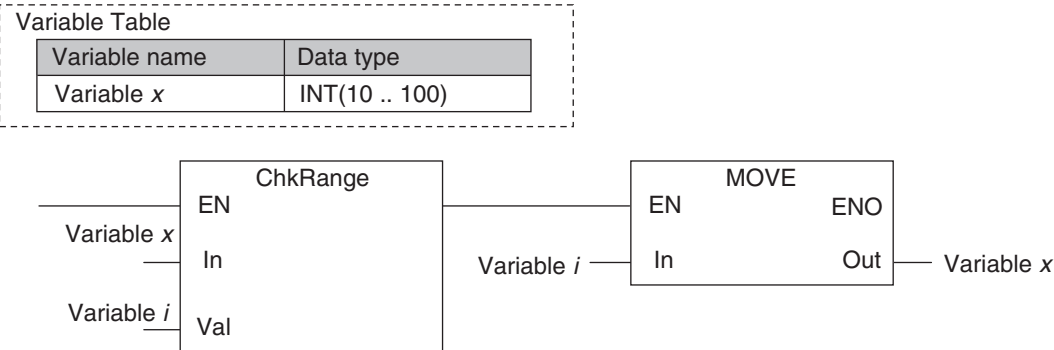 Variable Table
Variable name Data type
Variable x INT(10 .. 100)
ChkRange MOVE
EN EN ENO
Variable x
In Variable i In Out Variable x
Variable i
Val